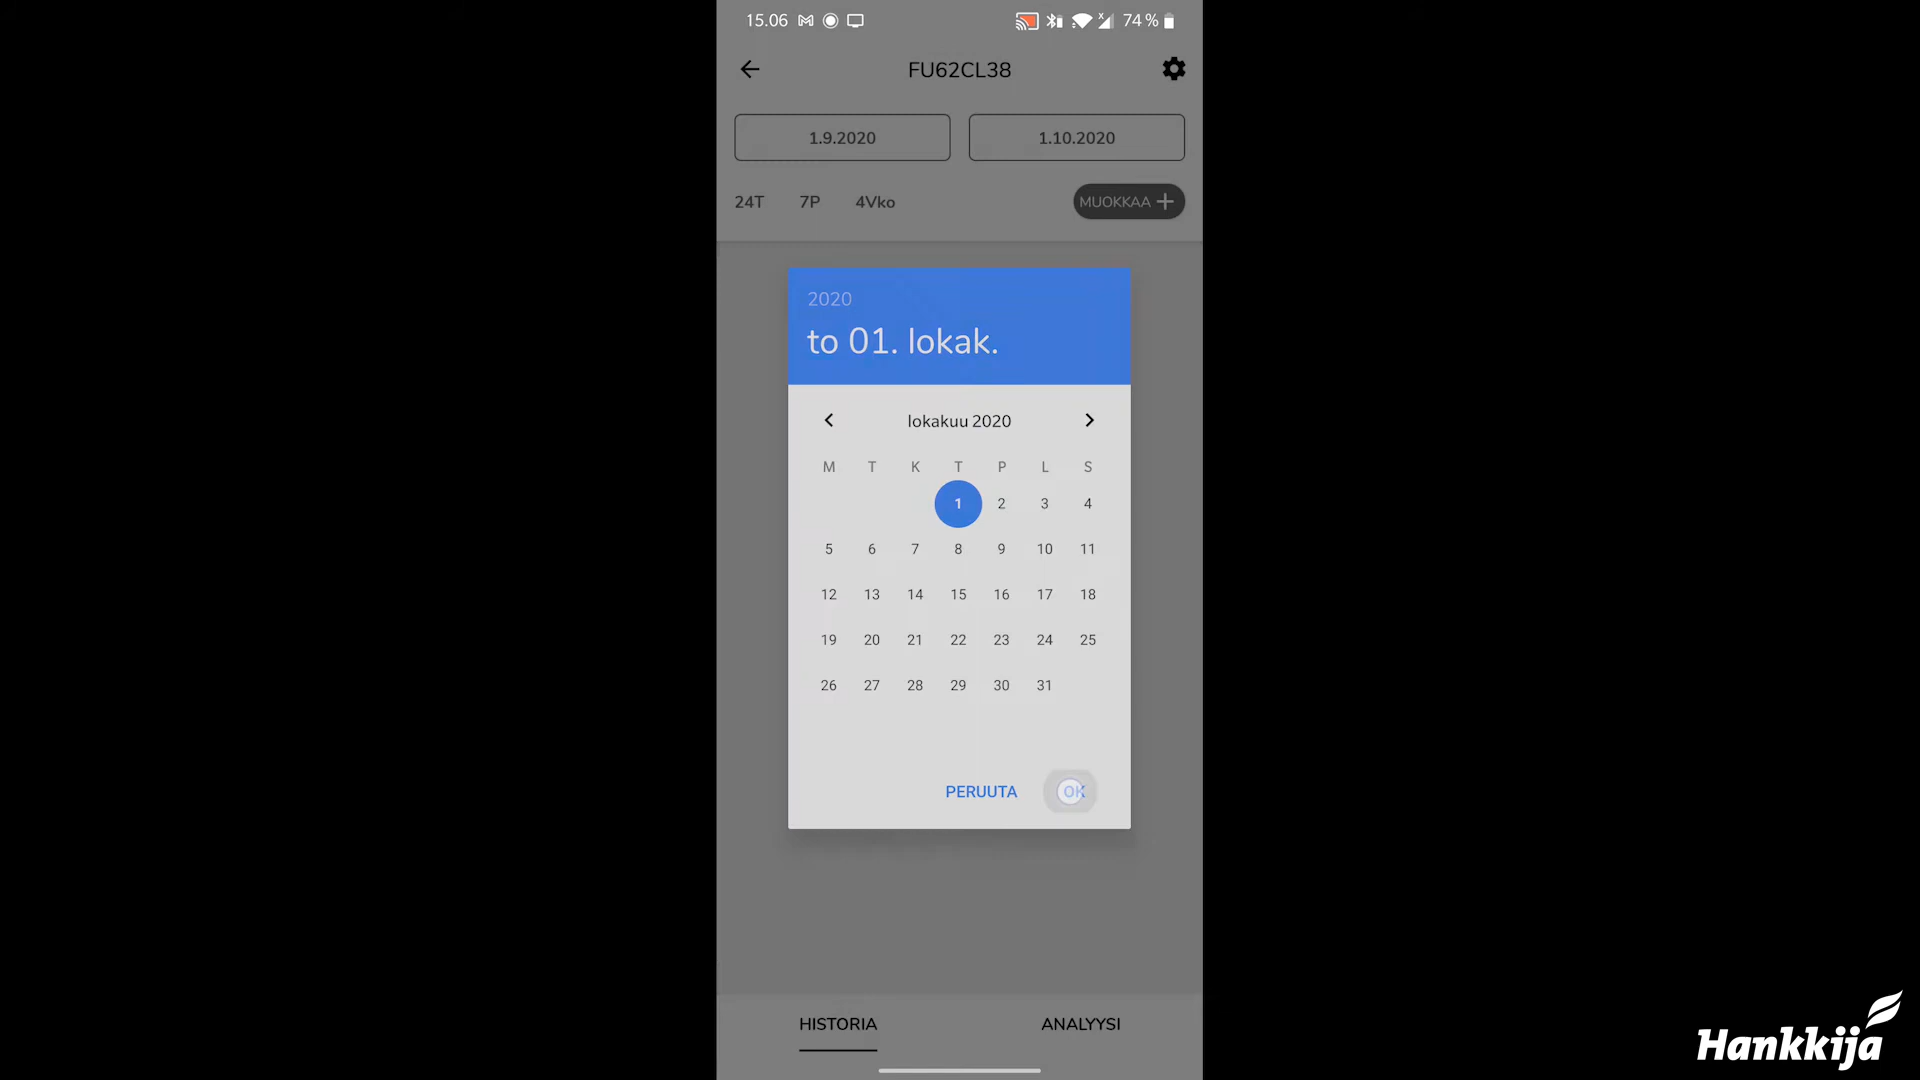 15.06 74 %
FU62CL38
1.9.2020 1.10.2020
24T 7P 4Vko MUOKKAA
2020
to 01. lokak.
lokakuu 2020
M T K T P L S
1 2 3 4
5 6 7 8 9 10 11
12 13 14 15 16 17 18
19 20 21 22 23 24 25
26 27 28 29 30 31
PERUUTA OK
HISTORIA ANALYYSI
Hankkija